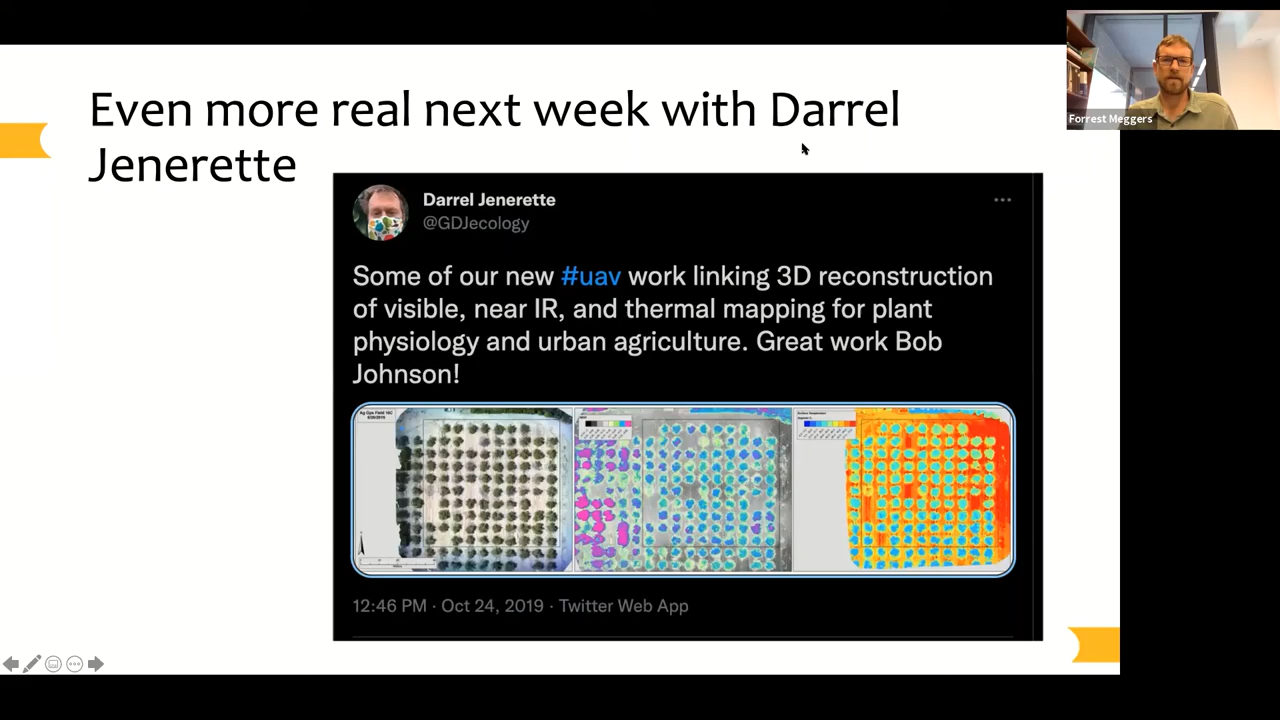 Even more real next week with Darrel
Jenerette
Forrest Meggers
Darrel Jenerette
@GDJecology
Some of our new #uav work linking 3D reconstruction
of visible, near IR, and thermal mapping for plant
physiology and urban agriculture. Great work Bob
Johnson!
12:46 PM · Oct 24, 2019 · Twitter Web App